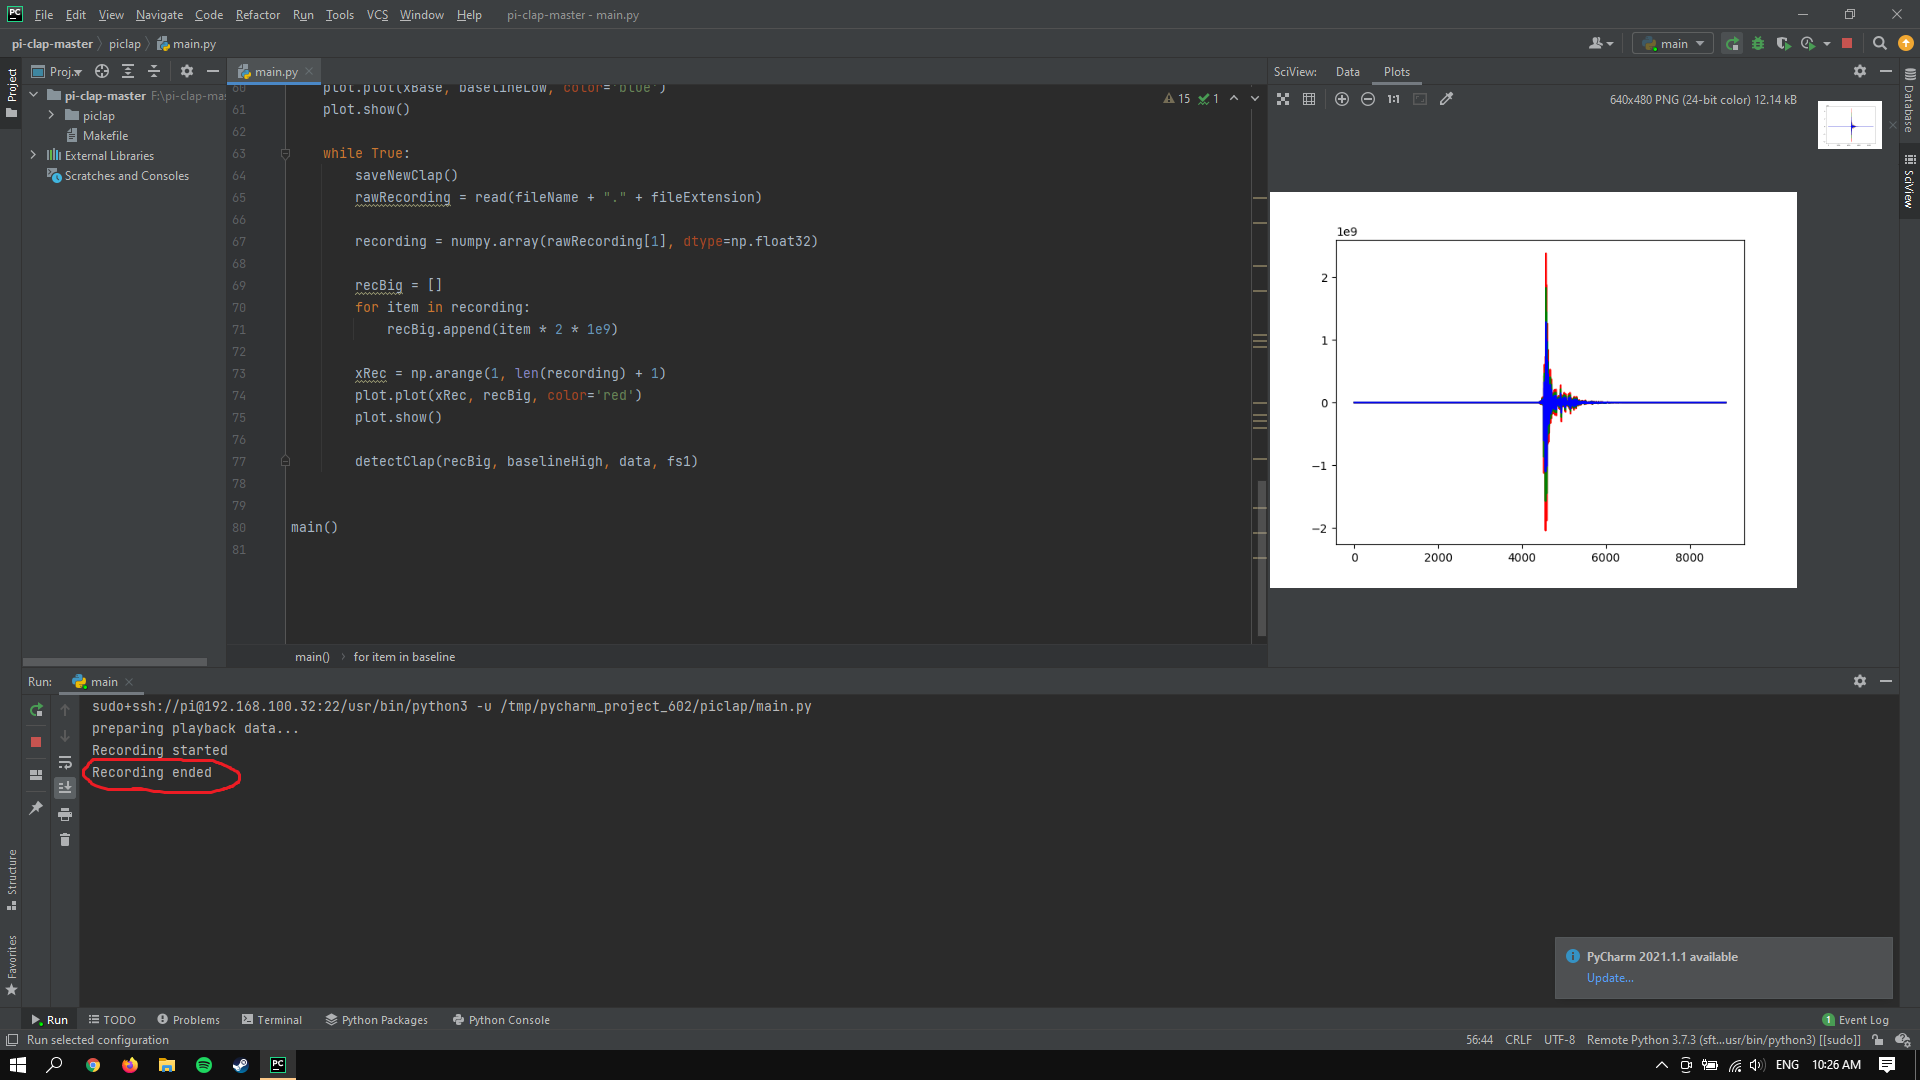 PC File Edit View Navigate Code Refactor Run Tools VCS Window Help pi-clap-master - main.py
pi-clap-master piclap main.py main
Project
Proj... main.py SciView: Data Plots
pi-clap-master F:\pi-clap-ma
piclap
Makefile
External Libraries
Scratches and Consoles
60 plot.plot(xBase, baselineLow, color='blue')
15 1
61 plot.show()
62
63 while True:
64 saveNewClap()
65 rawRecording = read(fileName + "." + fileExtension)
66
67 recording = numpy.array(rawRecording[1], dtype=np.float32)
68
69 recBig = []
70 for item in recording:
71 recBig.append(item * 2 * 1e9)
72
73 xRec = np.arange(1, len(recording) + 1)
74 plot.plot(xRec, recBig, color='red')
75 plot.show()
76
77 detectClap(recBig, baselineHigh, data, fs1)
78
79
80 main()
81
main() for item in baseline
1:1 640x480 PNG (24-bit color) 12.14 kB
1e9
2
1
0
−1
−2
0 2000 4000 6000 8000
Database
SciView
Run: main
sudo+ssh://pi@192.168.100.32:22/usr/bin/python3 -u /tmp/pycharm_project_602/piclap/main.py
preparing playback data...
Recording started
Recording ended
Structure
Favorites
PyCharm 2021.1.1 available
Update...
Run TODO Problems Terminal Python Packages Python Console 1 Event Log
Run selected configuration 56:44 CRLF UTF-8 Remote Python 3.7.3 (sft...usr/bin/python3) [[sudo]]
PC ENG 10:26 AM